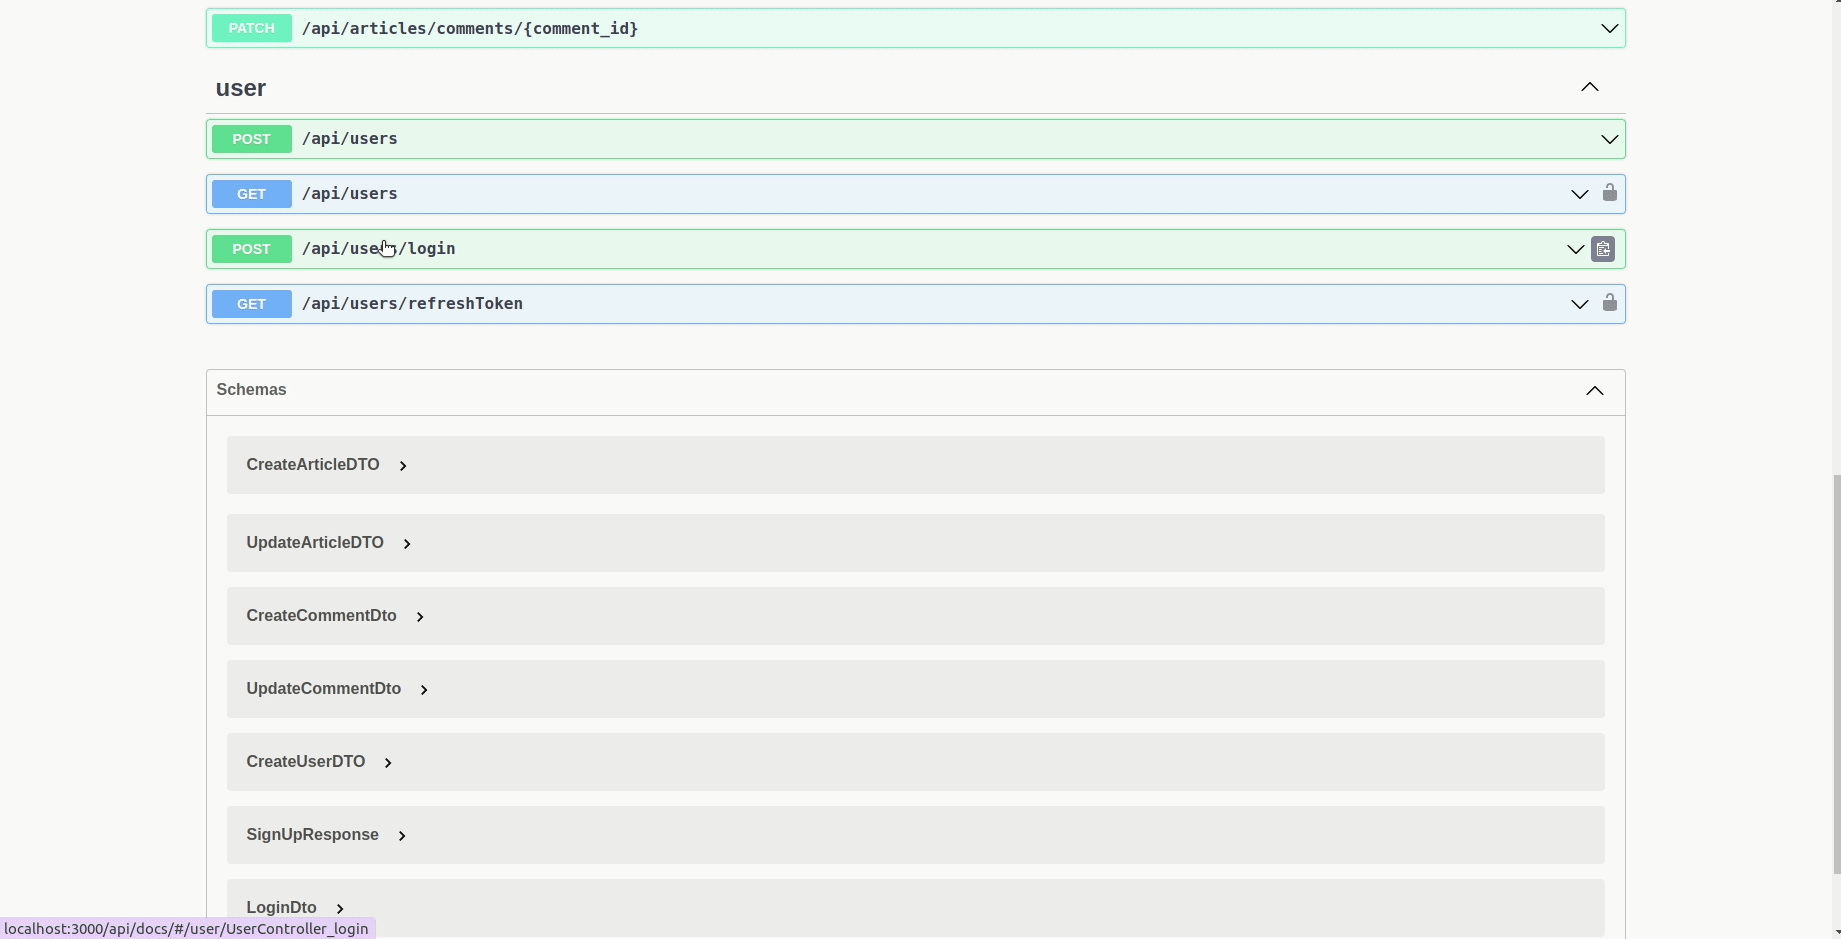 PATCH /api/articles/comments/{comment_id}
user
POST /api/users
GET /api/users
POST /api/users/login
GET /api/users/refreshToken
Schemas
CreateArticleDTO
UpdateArticleDTO
CreateCommentDto
UpdateCommentDto
CreateUserDTO
SignUpResponse
LoginDto
localhost:3000/api/docs/#/user/UserController_login